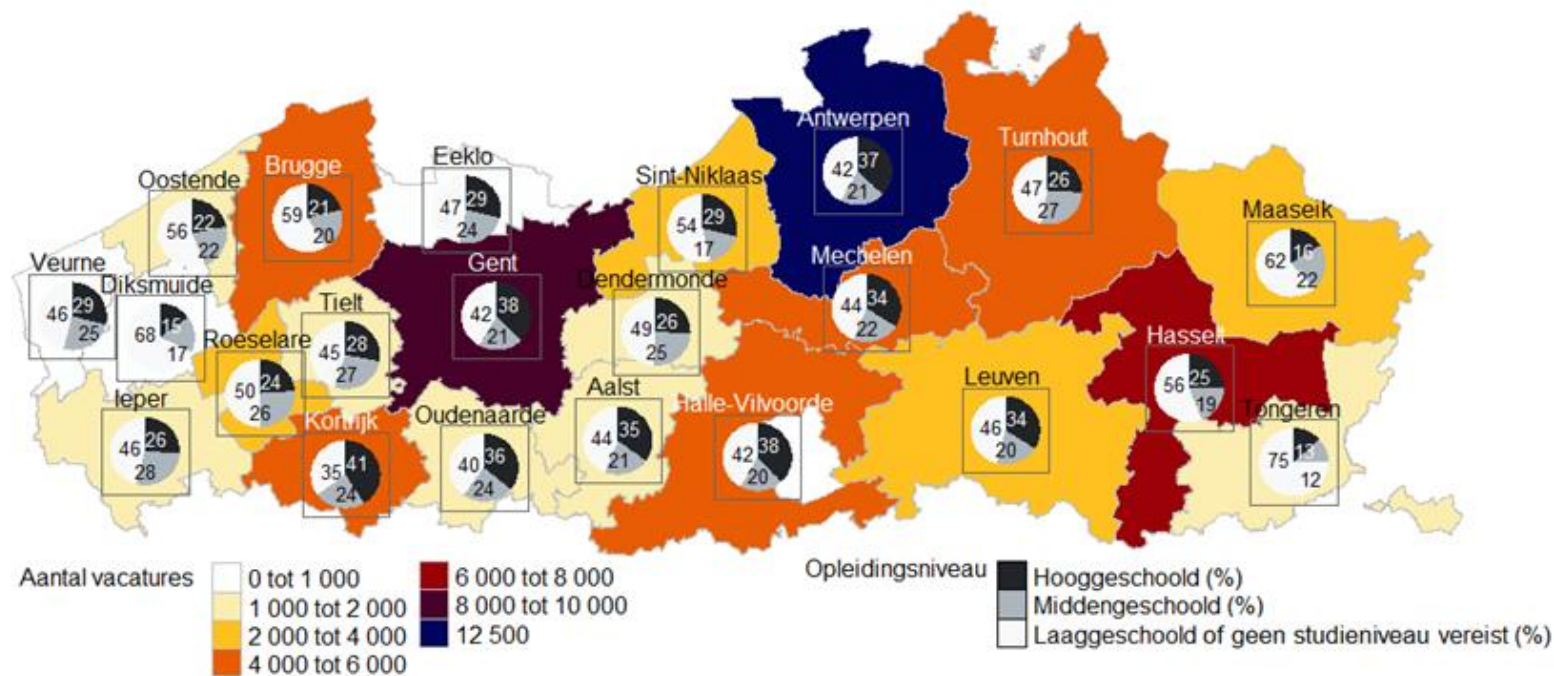 Antwerpen
37
42
21
Turnhout
26
47
27
Eeklo
29
47
24
Brugge
21
59
20
Oostende
22
56
22
Sint-Niklaas
29
54
17
Maaseik
16
62
22
Veurne
29
46
25
Diksmuide
15
68
17
Gent
38
42
21
Mechelen
34
44
22
Tielt
28
45
27
Dendermonde
26
49
25
Roeselare
24
50
26
Hasselt
25
56
19
Ieper
26
46
28
Kortrijk
41
35
24
Oudenaarde
36
40
24
Aalst
35
44
21
Halle-Vilvoorde
38
42
20
Leuven
34
46
20
Tongeren
13
75
12
Aantal vacatures
0 tot 1 000
1 000 tot 2 000
2 000 tot 4 000
4 000 tot 6 000
6 000 tot 8 000
8 000 tot 10 000
12 500
Opleidingsniveau
Hooggeschoold (%)
Middengeschoold (%)
Laaggeschoold of geen studieniveau vereist (%)